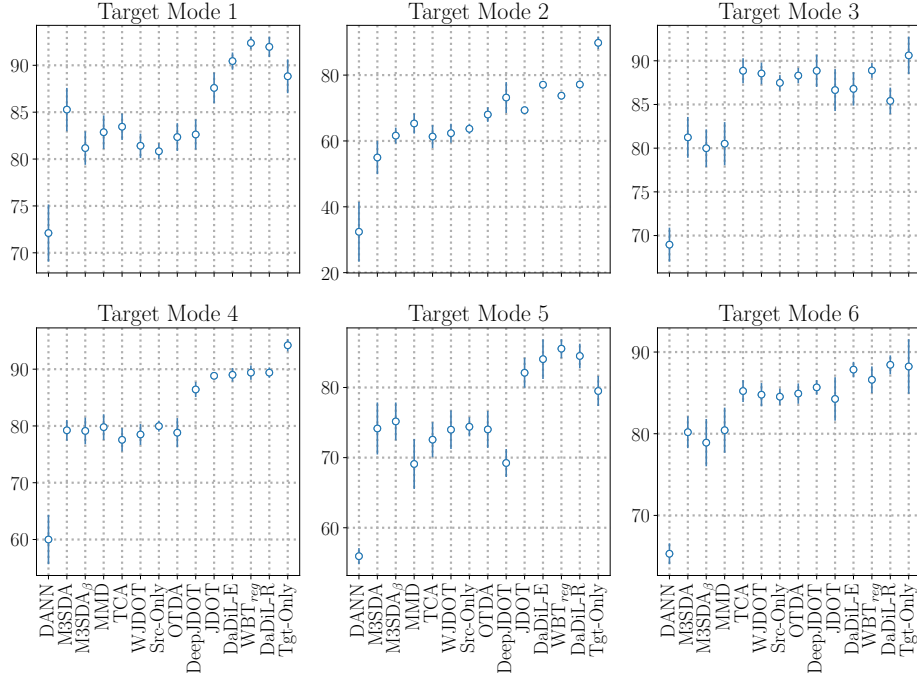 Target Mode 1
Target Mode 2
Target Mode 3
90
85
80
75
70
80
60
40
20
90
80
70
Target Mode 4
Target Mode 5
Target Mode 6
90
80
70
60
80
70
60
90
80
70
DANN
M3SDA
M3SDAβ
MMD
TCA
WJDOT
Src-Only
OTDA
DeepJDOT
JDOT
DaDiL-E
WBTreg
DaDiL-R
Tgt-Only
DANN
M3SDA
M3SDAβ
MMD
TCA
WJDOT
Src-Only
OTDA
DeepJDOT
JDOT
DaDiL-E
WBTreg
DaDiL-R
Tgt-Only
DANN
M3SDA
M3SDAβ
MMD
TCA
WJDOT
Src-Only
OTDA
DeepJDOT
JDOT
DaDiL-E
WBTreg
DaDiL-R
Tgt-Only